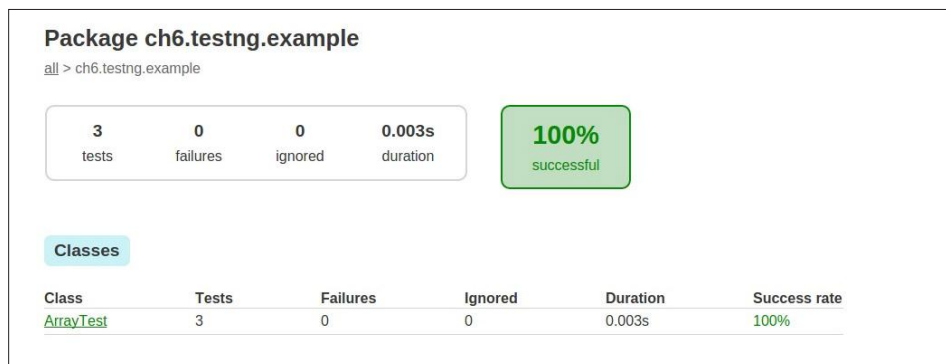 Package ch6.testng.example
all > ch6.testng.example
3 0 0 0.003s
tests failures ignored duration
100%
successful
Classes
Class Tests Failures Ignored Duration Success rate
ArrayTest 3 0 0 0.003s 100%